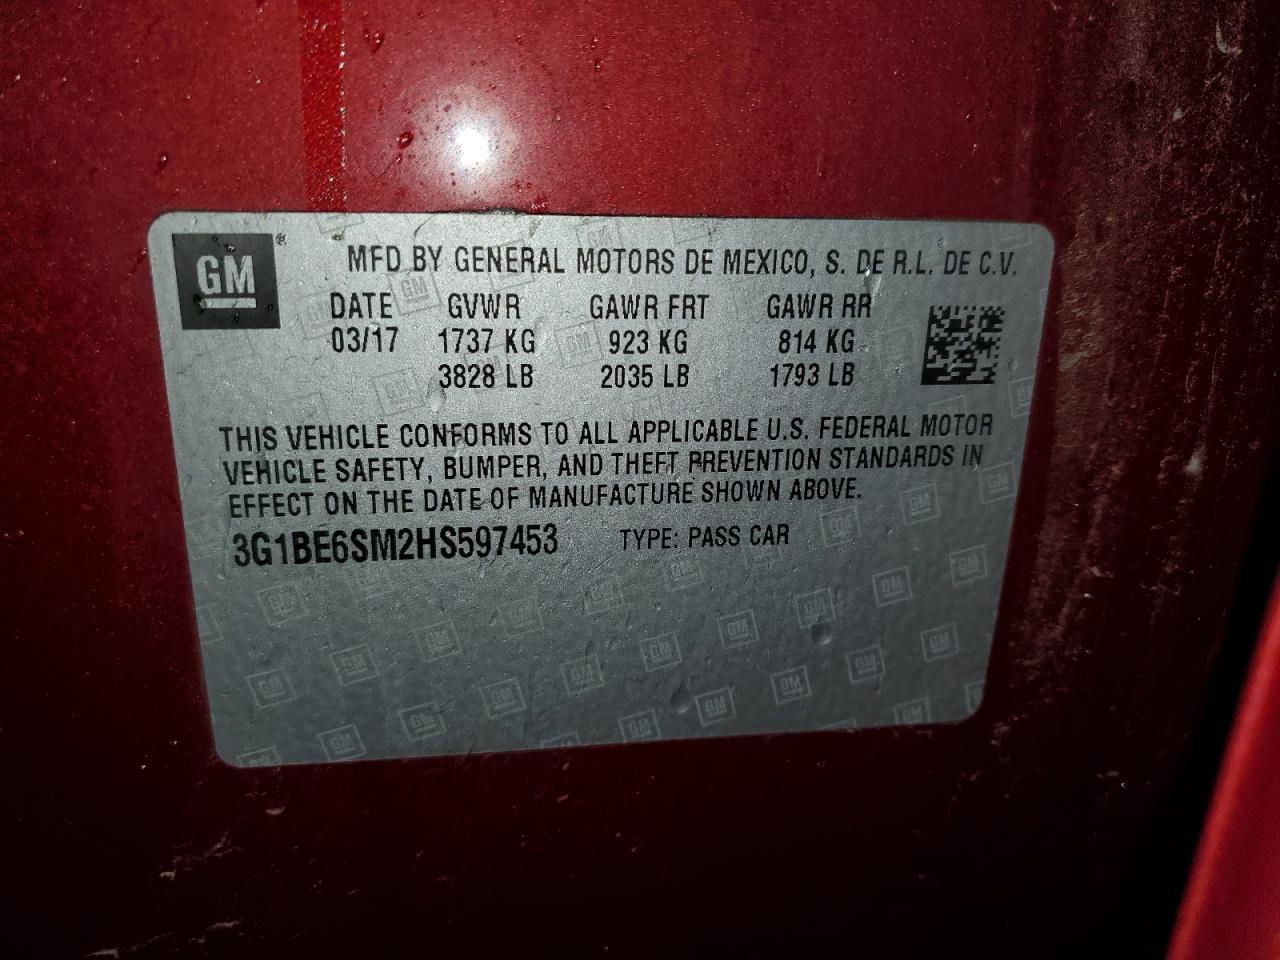 GM®
MFD BY GENERAL MOTORS DE MEXICO, S. DE R.L. DE C.V.
DATE GVWR GAWR FRT GAWR RR
03/17 1737 KG 923 KG 814 KG
3828 LB 2035 LB 1793 LB
THIS VEHICLE CONFORMS TO ALL APPLICABLE U.S. FEDERAL MOTOR
VEHICLE SAFETY, BUMPER, AND THEFT PREVENTION STANDARDS IN
EFFECT ON THE DATE OF MANUFACTURE SHOWN ABOVE.
3G1BE6SM2HS597453 TYPE: PASS CAR